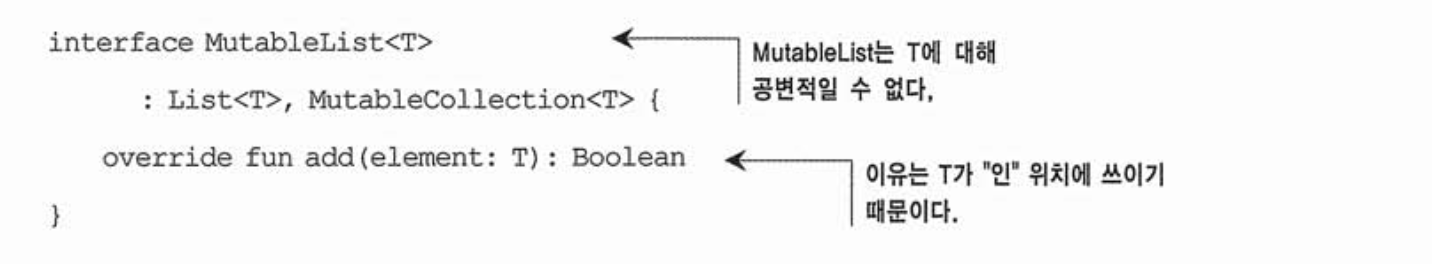 interface MutableList<T>
MutableList는 T에 대해
공변적일 수 없다.
: List<T>, MutableCollection<T> {
override fun add(element: T): Boolean
이유는 T가 "인" 위치에 쓰이기
때문이다.
}